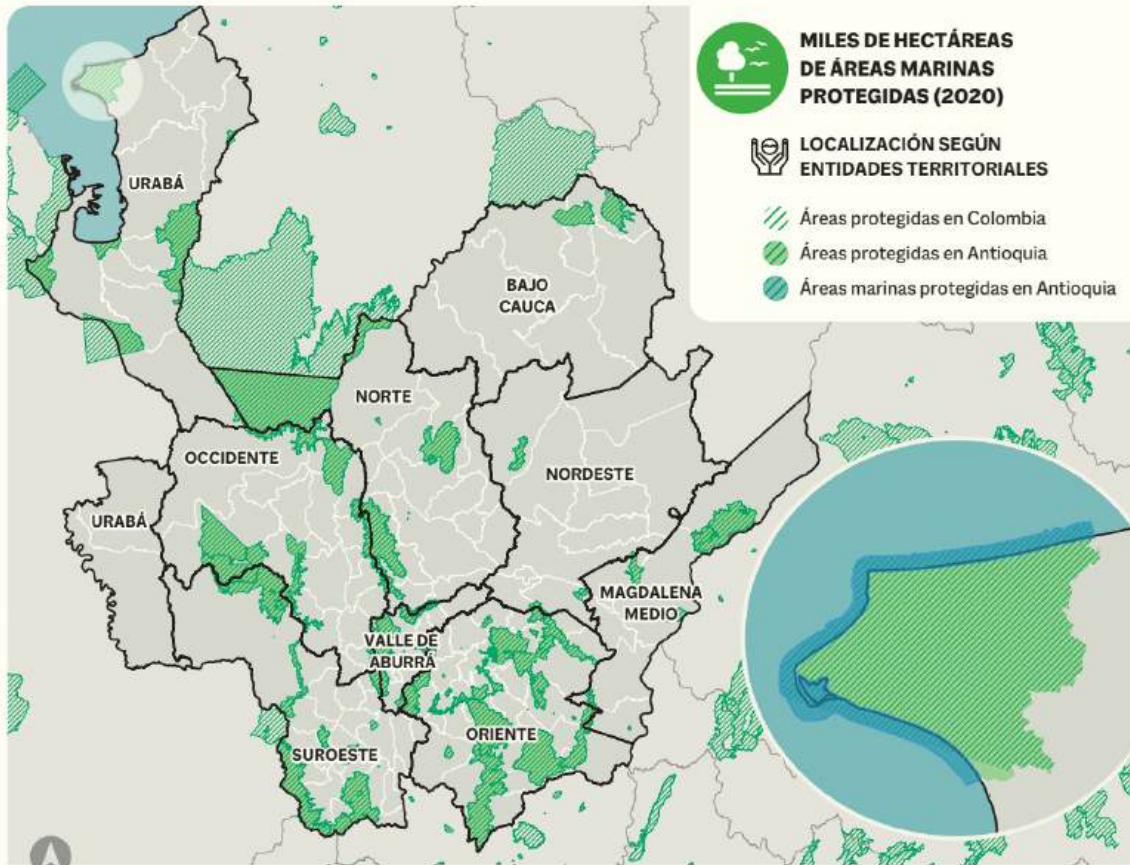 MILES DE HECTÁREAS
DE ÁREAS MARINAS
PROTEGIDAS (2020)
LOCALIZACIÓN SEGÚN
ENTIDADES TERRITORIALES
Áreas protegidas en Colombia
Áreas protegidas en Antioquia
Áreas marinas protegidas en Antioquia
URABÁ
BAJO
CAUCA
NORTE
OCCIDENTE
NORDESTE
URABÁ
MAGDALENA
MEDIO
VALLE DE
ABURRÁ
ORIENTE
SUROESTE